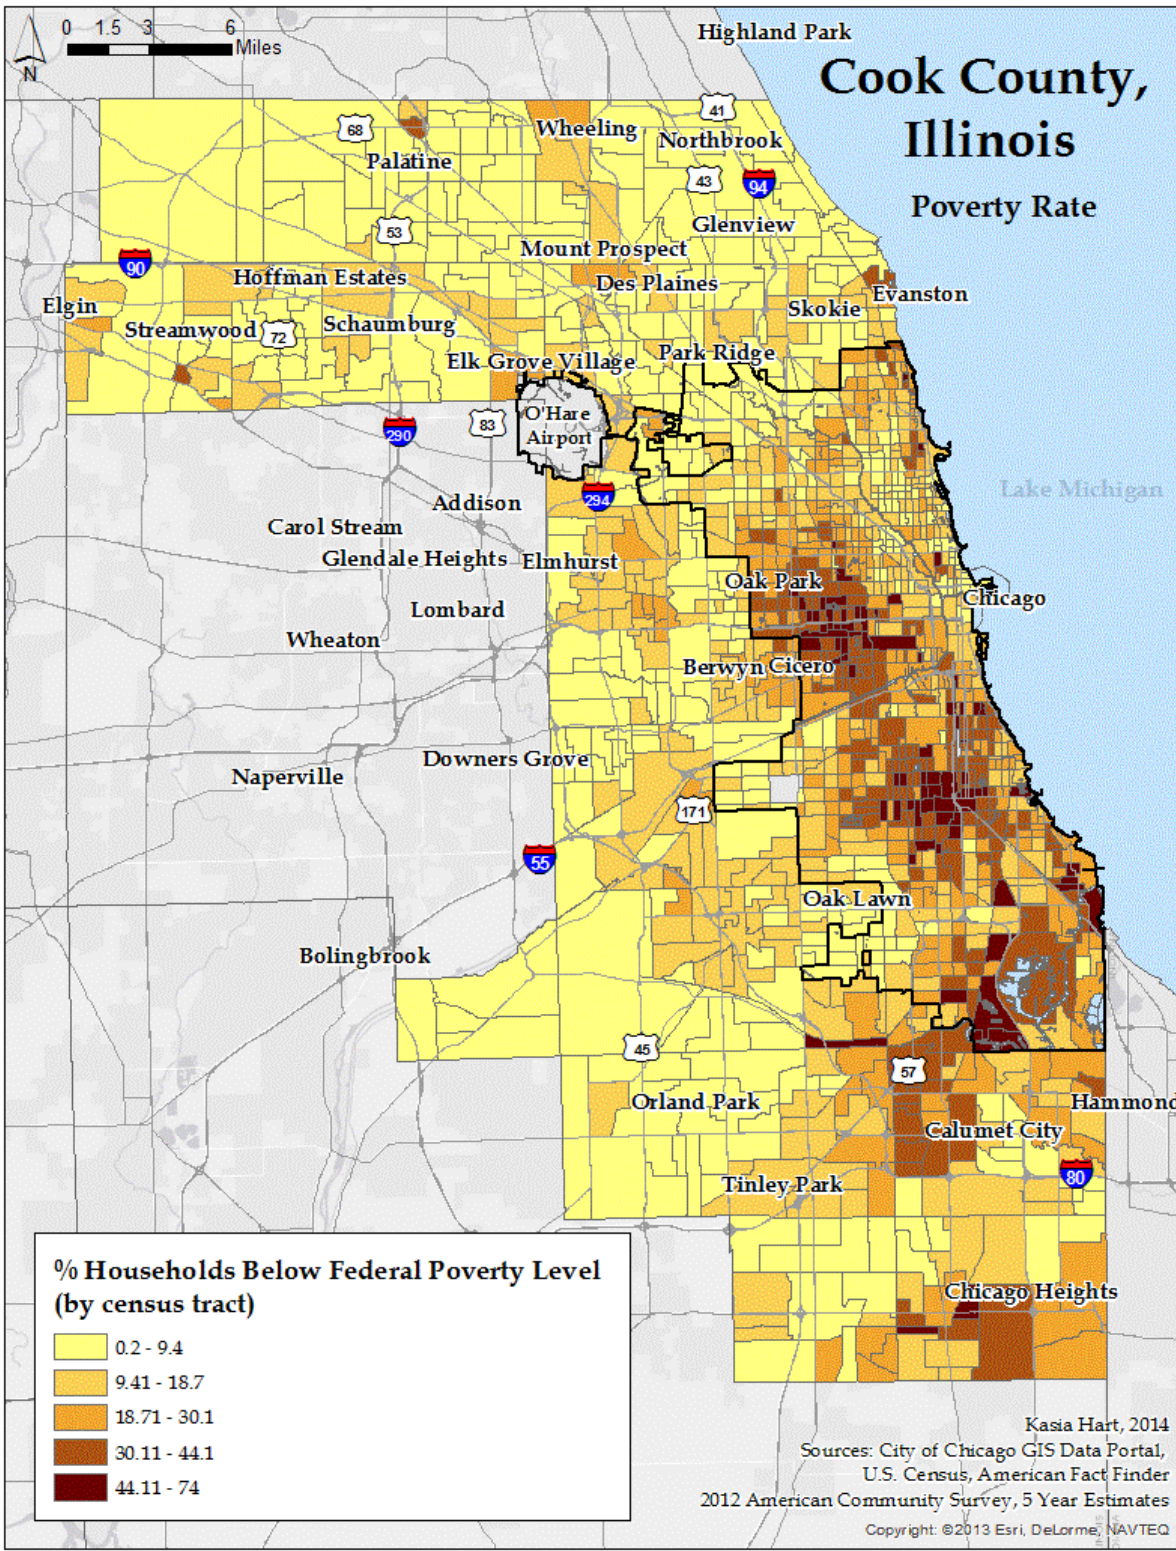 Highland Park
0 1.5 3 6
Miles
N
Cook County,
Illinois
Poverty Rate
41
68
Wheeling
Northbrook
Palatine
43
94
Glenview
53
Mount Prospect
90
Hoffman Estates
Des Plaines
Evanston
Elgin
Skokie
Streamwood
72
Schaumburg
Park Ridge
Elk Grove Village
O'Hare
Airport
83
290
Lake Michigan
294
Addison
Carol Stream
Glendale Heights
Elmhurst
Oak Park
Chicago
Lombard
Wheaton
Berwyn
Cicero
Downers Grove
Naperville
171
55
Oak Lawn
Bolingbrook
45
57
Orland Park
Hammond
Calumet City
80
Tinley Park
Chicago Heights
% Households Below Federal Poverty Level
(by census tract)
0.2 - 9.4
9.41 - 18.7
18.71 - 30.1
30.11 - 44.1
44.11 - 74
Kasia Hart, 2014
Sources: City of Chicago GIS Data Portal,
U.S. Census, American Fact Finder
2012 American Community Survey, 5 Year Estimates
Copyright: ©2013 Esri, DeLorme, NAVTEQ